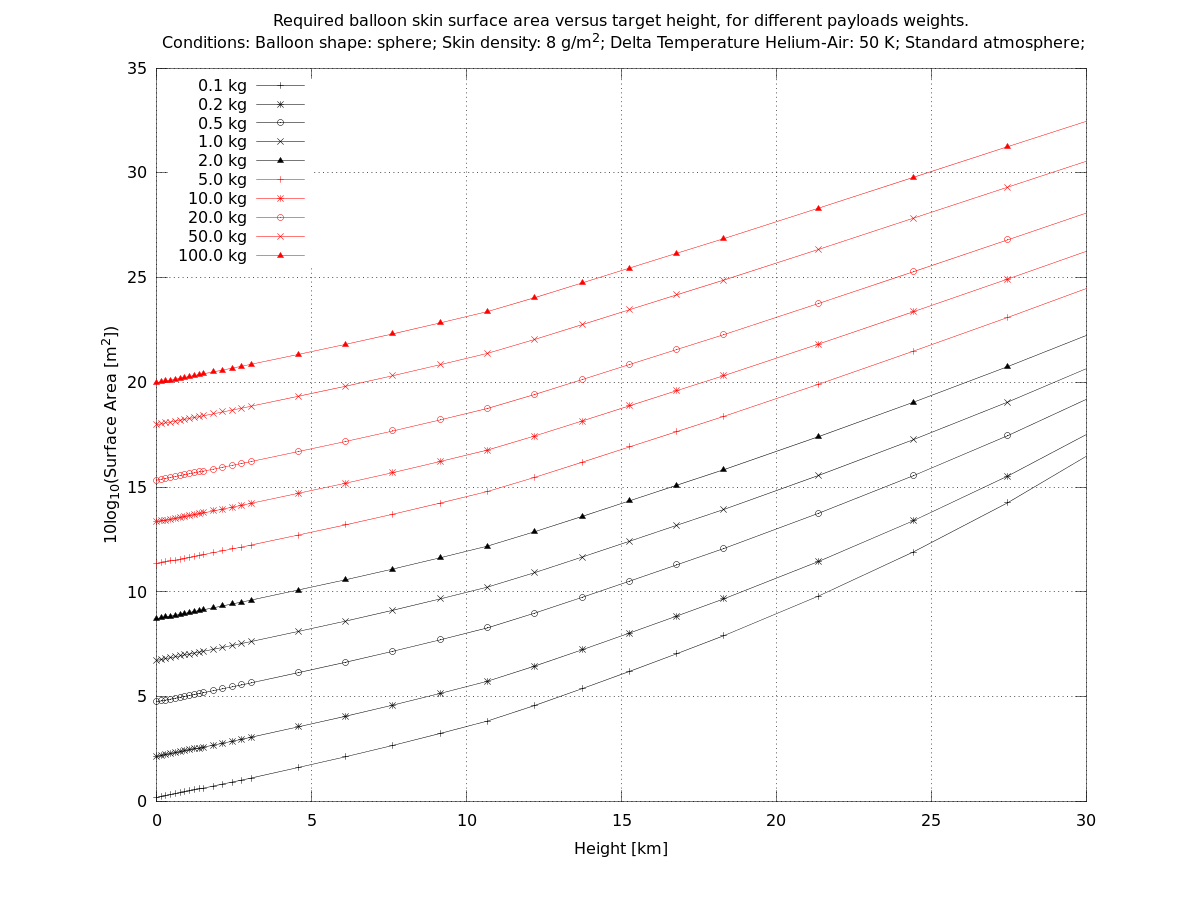 Required balloon skin surface area versus target height, for different payloads weights.
Conditions: Balloon shape: sphere; Skin density: 8 g/m²; Delta Temperature Helium-Air: 50 K; Standard atmosphere;
35
30
25
20
15
10
5
0
10log₁₀(Surface Area [m²])
0.1 kg
0.2 kg
0.5 kg
1.0 kg
2.0 kg
5.0 kg
10.0 kg
20.0 kg
50.0 kg
100.0 kg
0 5 10 15 20 25 30
Height [km]